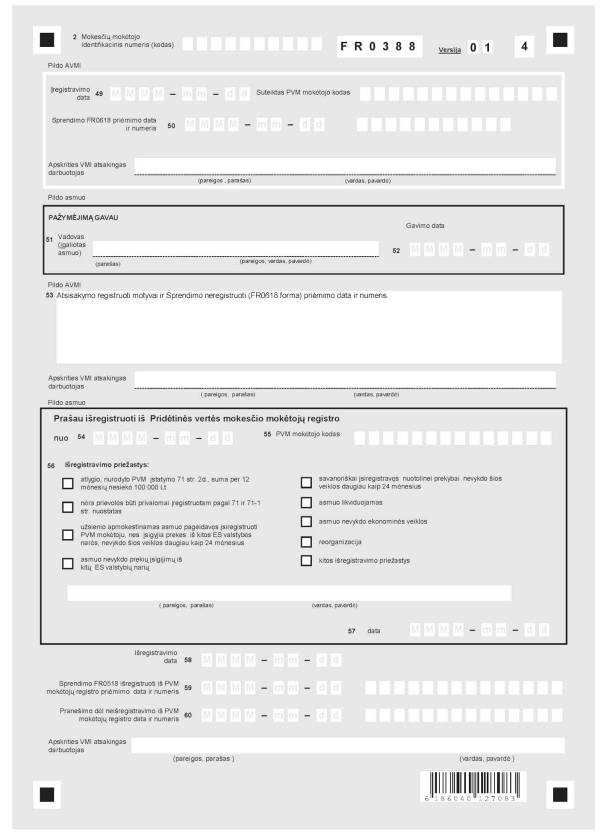 2 Mokesčių mokėtojo
identifikacinis numeris (kodas)
FR0388 Versija 01 4
Pildo AVMI
Įregistravimo
data 49 M M M M – m m – d d Suteiktas PVM mokėtojo kodas
Sprendimo FR0618 priėmimo data
ir numeris 50 M M M M – m m – d d
Apskrities VMI atsakingas
darbuotojas
(pareigos , parašas) (vardas, pavardė)
Pildo asmuo
PAŽYMĖJIMĄ GAVAU
Gavimo data
51 Vadovas
(įgaliotas
asmuo)
52 M M M M – m m – d d
(parašas) (pareigos, vardas, pavardė)
Pildo AVMI
53 Atsisakymo registruoti motyvai ir Sprendimo neregistruoti (FR0618 forma) priėmimo data ir numeris.
Apskrities VMI atsakingas
darbuotojas
( pareigos, parašas) (vardas, pavardė)
Pildo asmuo
Prašau išregistruoti iš Pridėtinės vertės mokesčio mokėtojų registro
nuo 54 M M M M – m m – d d 55 PVM mokėtojo kodas
56 Išregistravimo priežastys:
atlygio, nurodyto PVM įstatymo 71 str. 2d., suma per 12
mėnesių nesiekė 100 000 Lt
nėra prievolės būti privalomai įregistruotam pagal 71 ir 71-1
str. nuostatas
užsienio apmokestinamas asmuo pageidavęs įsiregistruoti
PVM mokėtoju, nes įsigyja prekes iš kitos ES valstybės
narės, nevykdo šios veiklos daugiau kaip 24 mėnesius
asmuo nevykdo prekių įsigijimų iš
kitų ES valstybių narių
savanoriškai įsiregistravęs nuotolinei prekybai nevykdo šios
veiklos daugiau kaip 24 mėnesius
asmuo likviduojamas
asmuo nevykdo ekonominės veiklos
reorganizacija
kitos išregistravimo priežastys
( pareigos, parašas) (vardas, pavardė)
57 data M M M M – m m – d d
Išregistravimo
data 58 M M M M – m m – d d
Sprendimo FR0518 išregistruoti iš PVM
mokėtojų registro priėmimo data ir numeris 59 M M M M – m m – d d
Pranešimo dėl neišregistravimo iš PVM
mokėtojų registro data ir numeris 60 M M M M – m m – d d
Apskrities VMI atsakingas
darbuotojas
(pareigos, parašas ) (vardas, pavardė )
6 186040 127093